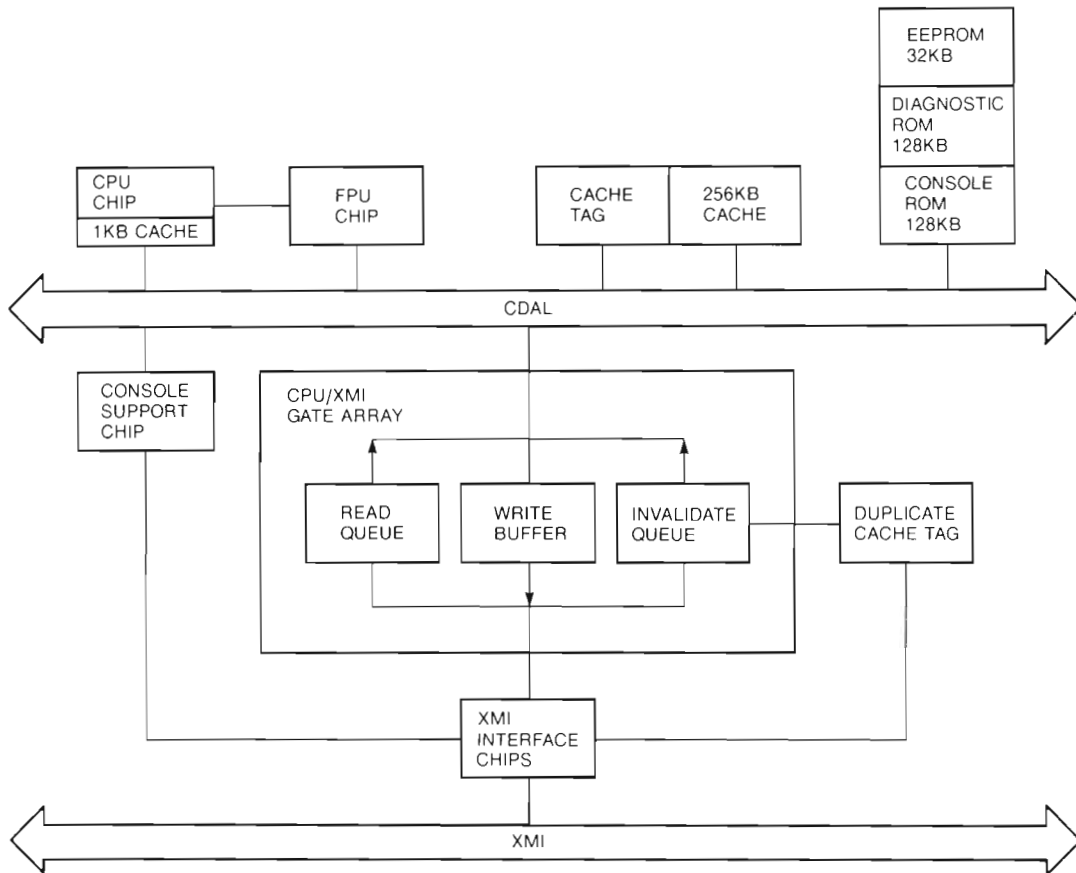 EEPROM
32KB
DIAGNOSTIC
ROM
128KB
CONSOLE
ROM
128KB
CPU
CHIP
1KB CACHE
FPU
CHIP
CACHE
TAG
256KB
CACHE
CDAL
CONSOLE
SUPPORT
CHIP
CPU/XMI
GATE ARRAY
READ
QUEUE
WRITE
BUFFER
INVALIDATE
QUEUE
DUPLICATE
CACHE TAG
XMI
INTERFACE
CHIPS
XMI